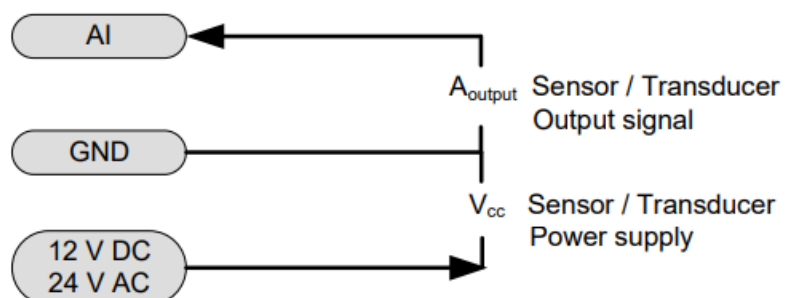 AI
Aoutput Sensor / Transducer
Output signal
GND
Vcc Sensor / Transducer
Power supply
12 V DC
24 V AC